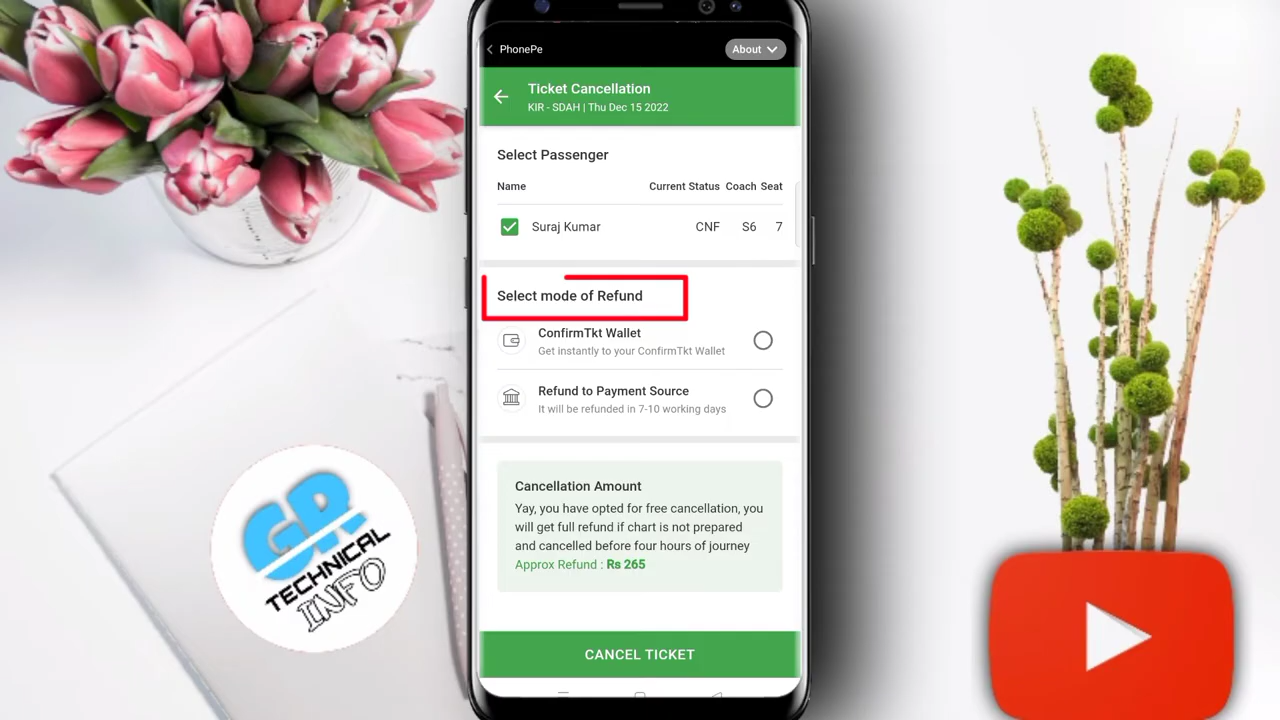 PhonePe
About
Ticket Cancellation
KIR - SDAH | Thu Dec 15 2022
Select Passenger
Name Current Status Coach Seat
Suraj Kumar CNF S6 7
Select mode of Refund
ConfirmTkt Wallet
Get instantly to your ConfirmTkt Wallet
Refund to Payment Source
It will be refunded in 7-10 working days
Cancellation Amount
Yay, you have opted for free cancellation, you
will get full refund if chart is not prepared
and cancelled before four hours of journey
Approx Refund : Rs 265
CANCEL TICKET
GR
TECHNICAL
INFO